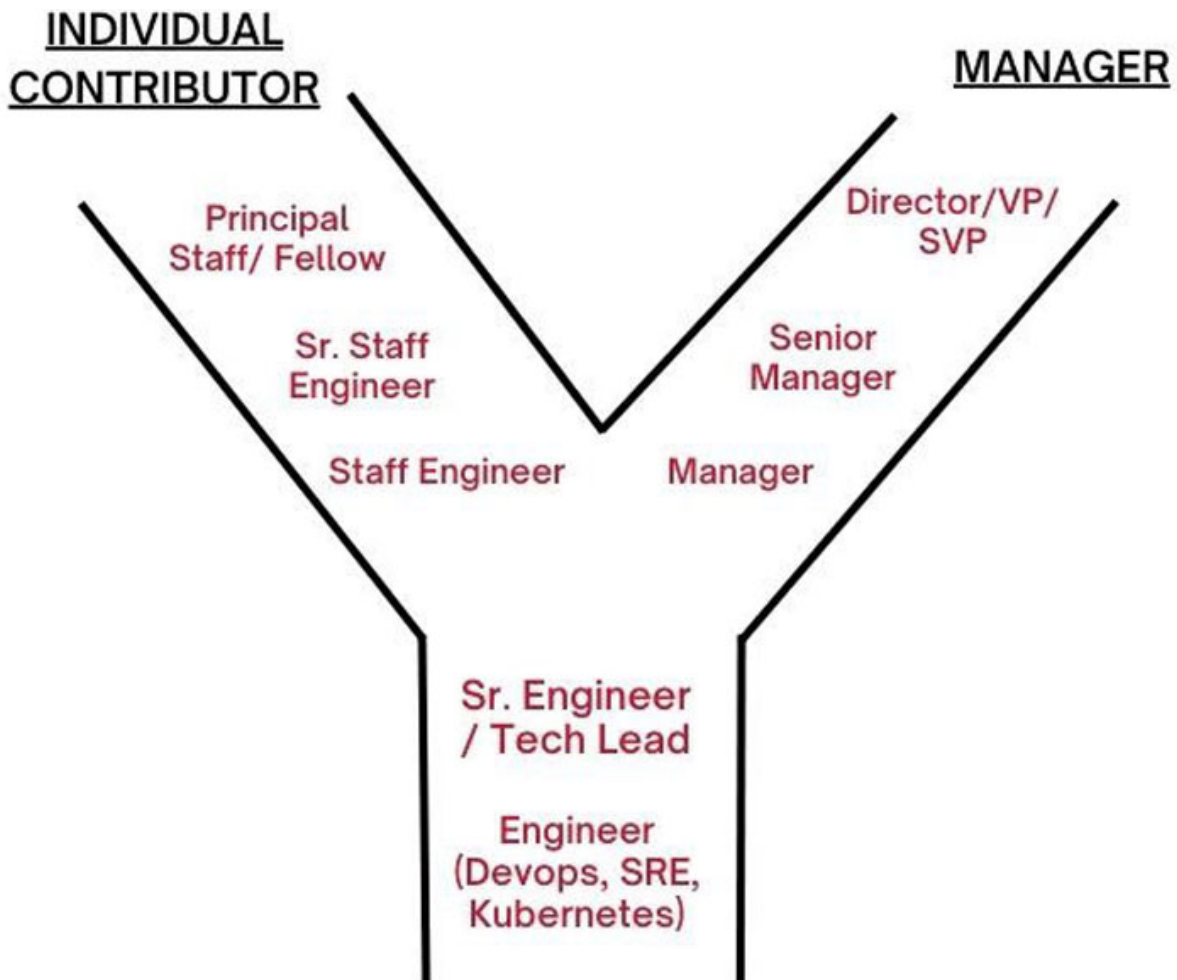 INDIVIDUAL
CONTRIBUTOR
MANAGER
Principal
Staff/ Fellow
Director/VP/
SVP
Sr. Staff
Engineer
Senior
Manager
Staff Engineer
Manager
Sr. Engineer
/ Tech Lead
Engineer
(Devops, SRE,
Kubernetes)